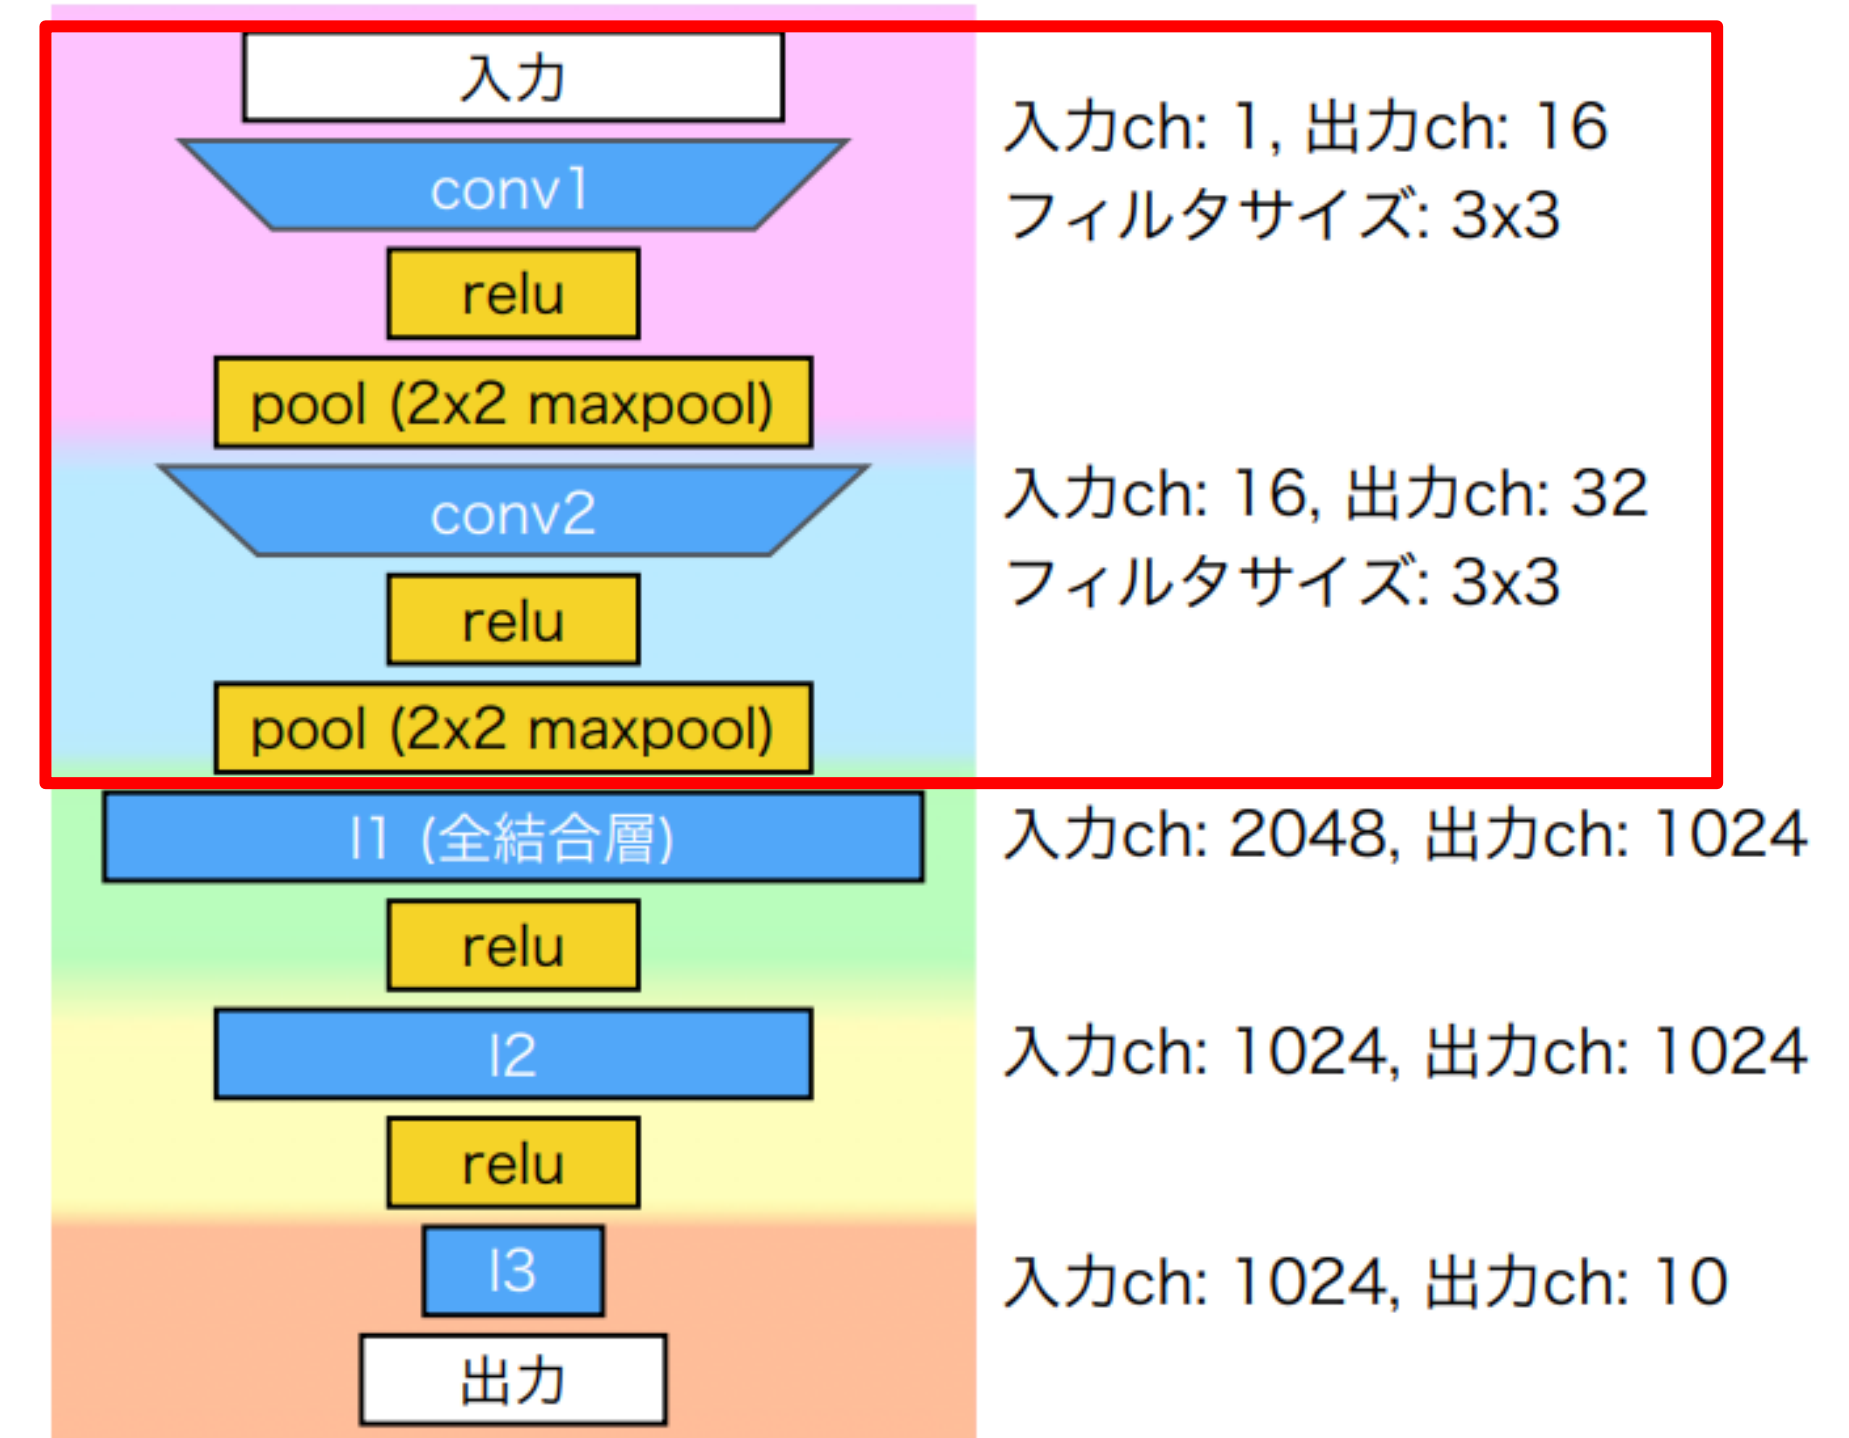 入力
conv1
入力ch: 1, 出力ch: 16
フィルタサイズ: 3x3
relu
pool (2x2 maxpool)
conv2
入力ch: 16, 出力ch: 32
フィルタサイズ: 3x3
relu
pool (2x2 maxpool)
l1 (全結合層)
入力ch: 2048, 出力ch: 1024
relu
l2
入力ch: 1024, 出力ch: 1024
relu
l3
入力ch: 1024, 出力ch: 10
出力